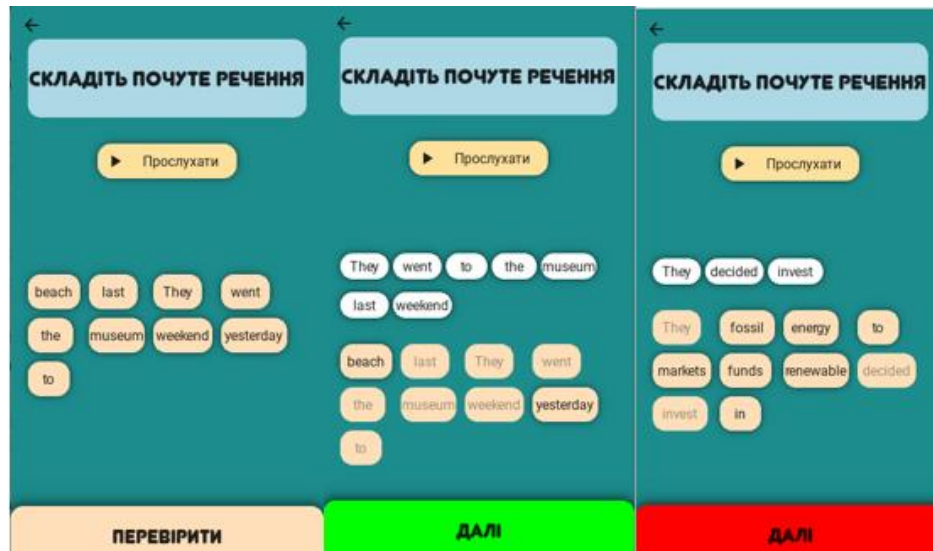 СКЛАДІТЬ ПОЧУТЕ РЕЧЕННЯ
Прослухати
beach last They went
the museum weekend yesterday
to
ПЕРЕВІРИТИ
СКЛАДІТЬ ПОЧУТЕ РЕЧЕННЯ
Прослухати
They went to the museum
last weekend
beach last They went
the museum weekend yesterday
to
ДАЛІ
СКЛАДІТЬ ПОЧУТЕ РЕЧЕННЯ
Прослухати
They decided invest
They fossil energy to
markets funds renewable decided
invest in
ДАЛІ